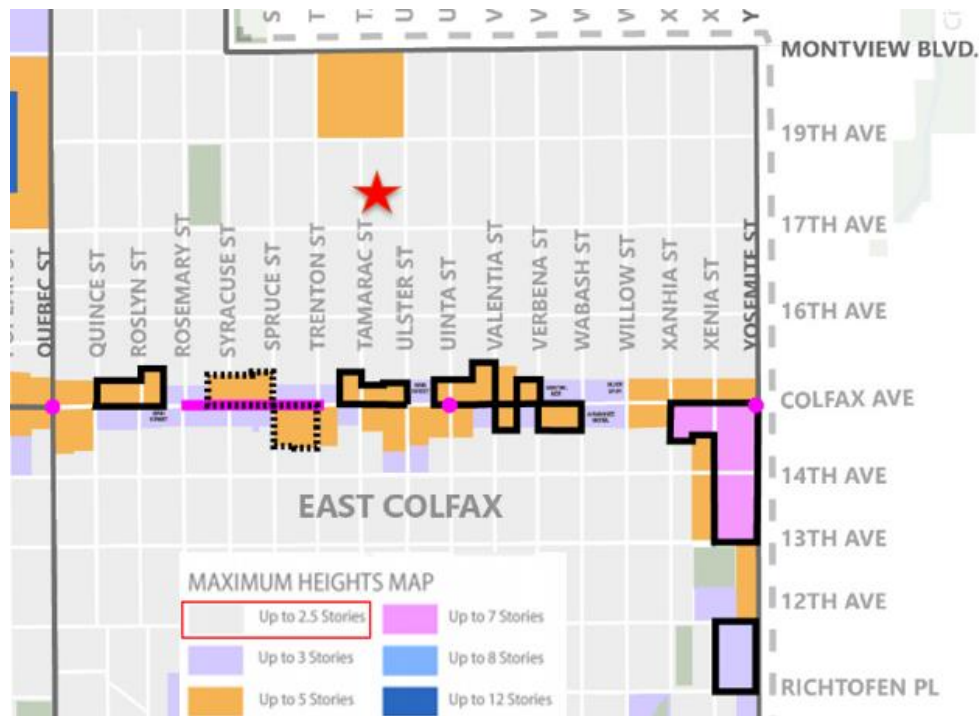 MONTVIEW BLVD.
19TH AVE
17TH AVE
16TH AVE
COLFAX AVE
14TH AVE
13TH AVE
12TH AVE
RICHTOFEN PL
QUEBEC ST
QUINCE ST
ROSLYN ST
ROSEMARY ST
SYRACUSE ST
SPRUCE ST
TRENTON ST
TAMARAC ST
ULSTER ST
UINTA ST
VALENTIA ST
VERBENA ST
WABASH ST
WILLOW ST
XANHIA ST
XENIA ST
YOSEMITE ST
EAST COLFAX
MAXIMUM HEIGHTS MAP
Up to 2.5 Stories
Up to 3 Stories
Up to 5 Stories
Up to 7 Stories
Up to 8 Stories
Up to 12 Stories